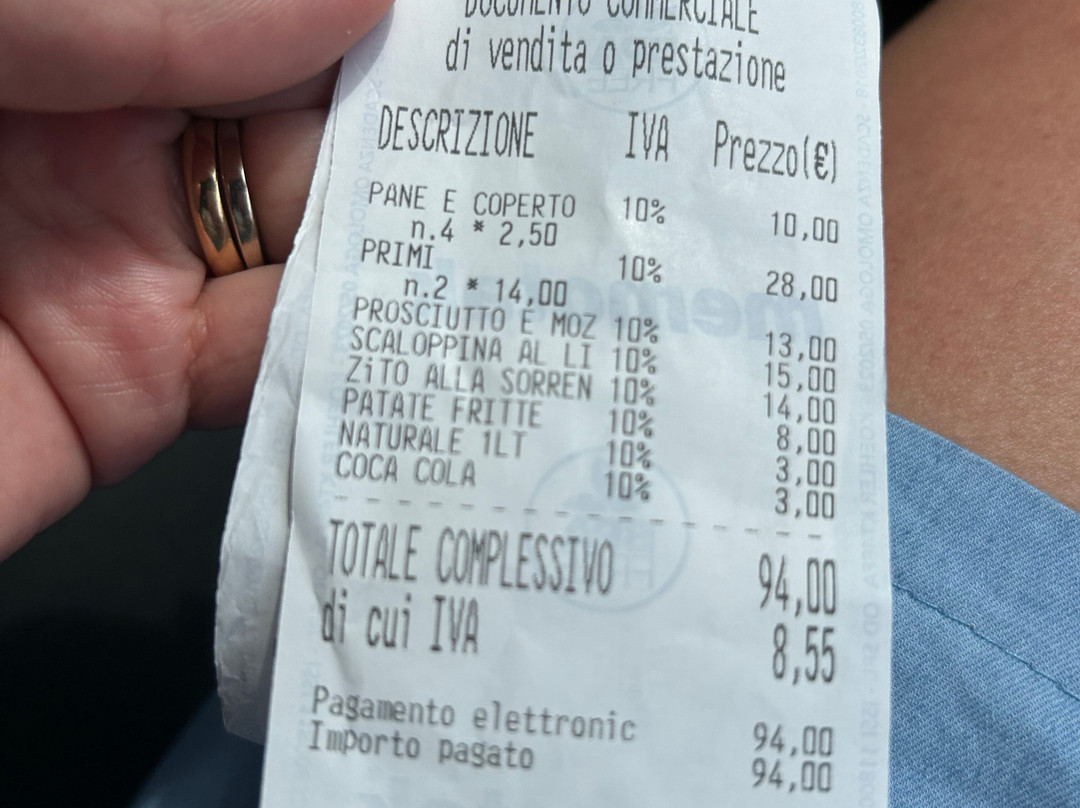 DOCUMENTO COMMERCIALE
di vendita o prestazione
DESCRIZIONE IVA Prezzo(€)
PANE E COPERTO 10% 10,00
n.4 * 2,50
PRIMI 10% 28,00
n.2 * 14,00
PROSCIUTTO E MOZ 10% 13,00
SCALOPPINA AL LI 10% 15,00
ZiTO ALLA SORREN 10% 14,00
PATATE FRITTE 10% 8,00
NATURALE 1LT 10% 3,00
COCA COLA 10% 3,00
TOTALE COMPLESSIVO 94,00
di cui IVA 8,55
Pagamento elettronic 94,00
Importo pagato 94,00